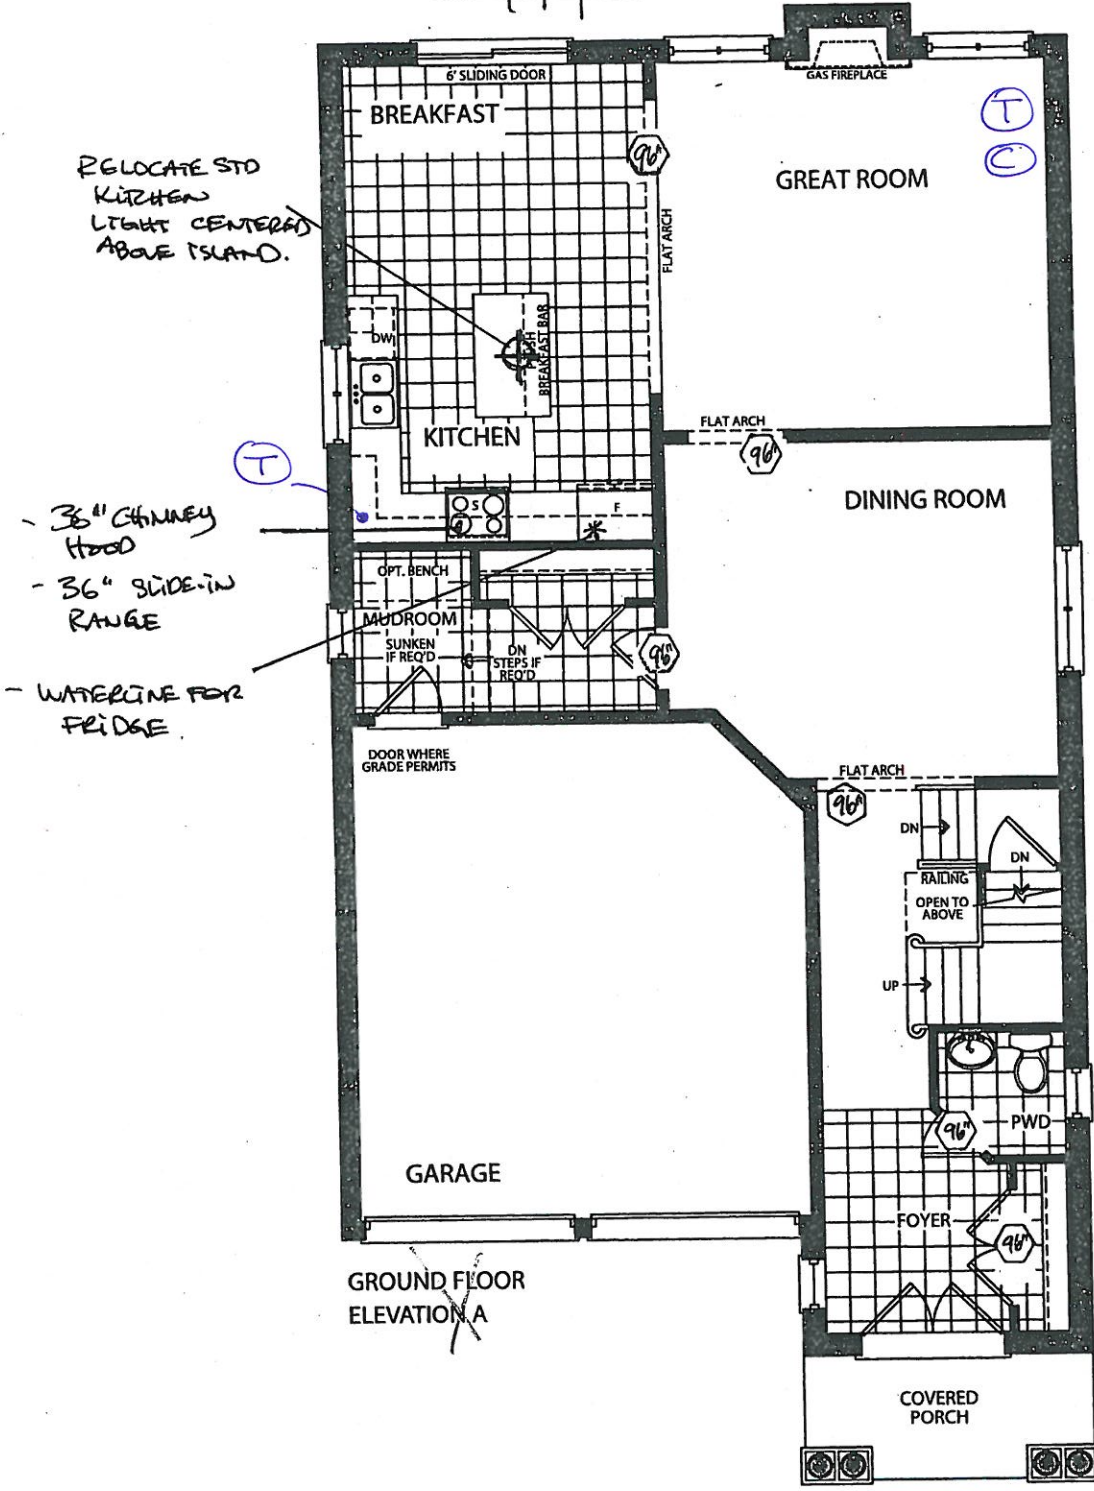 6' SLIDING DOOR
GAS FIREPLACE
BREAKFAST
T
C
96"
GREAT ROOM
RELOCATE STD
KITCHEN
LIGHT CENTERED
ABOVE ISLAND.
FLAT ARCH
DW
BREAKFAST BAR
FLAT ARCH
96"
KITCHEN
T
DINING ROOM
S
F
- 36" CHIMNEY
HOOD
- 36" SLIDE-IN
RANGE
OPT. BENCH
MUDROOM
SUNKEN
IF REQ'D
DN
STEPS IF
REQ'D
96"
- WATERLINE FOR
FRIDGE.
DOOR WHERE
GRADE PERMITS
FLAT ARCH
96"
DN
DN
RAILING
OPEN TO
ABOVE
UP
96"
PWD
GARAGE
FOYER
96"
GROUND FLOOR
ELEVATION A
COVERED
PORCH